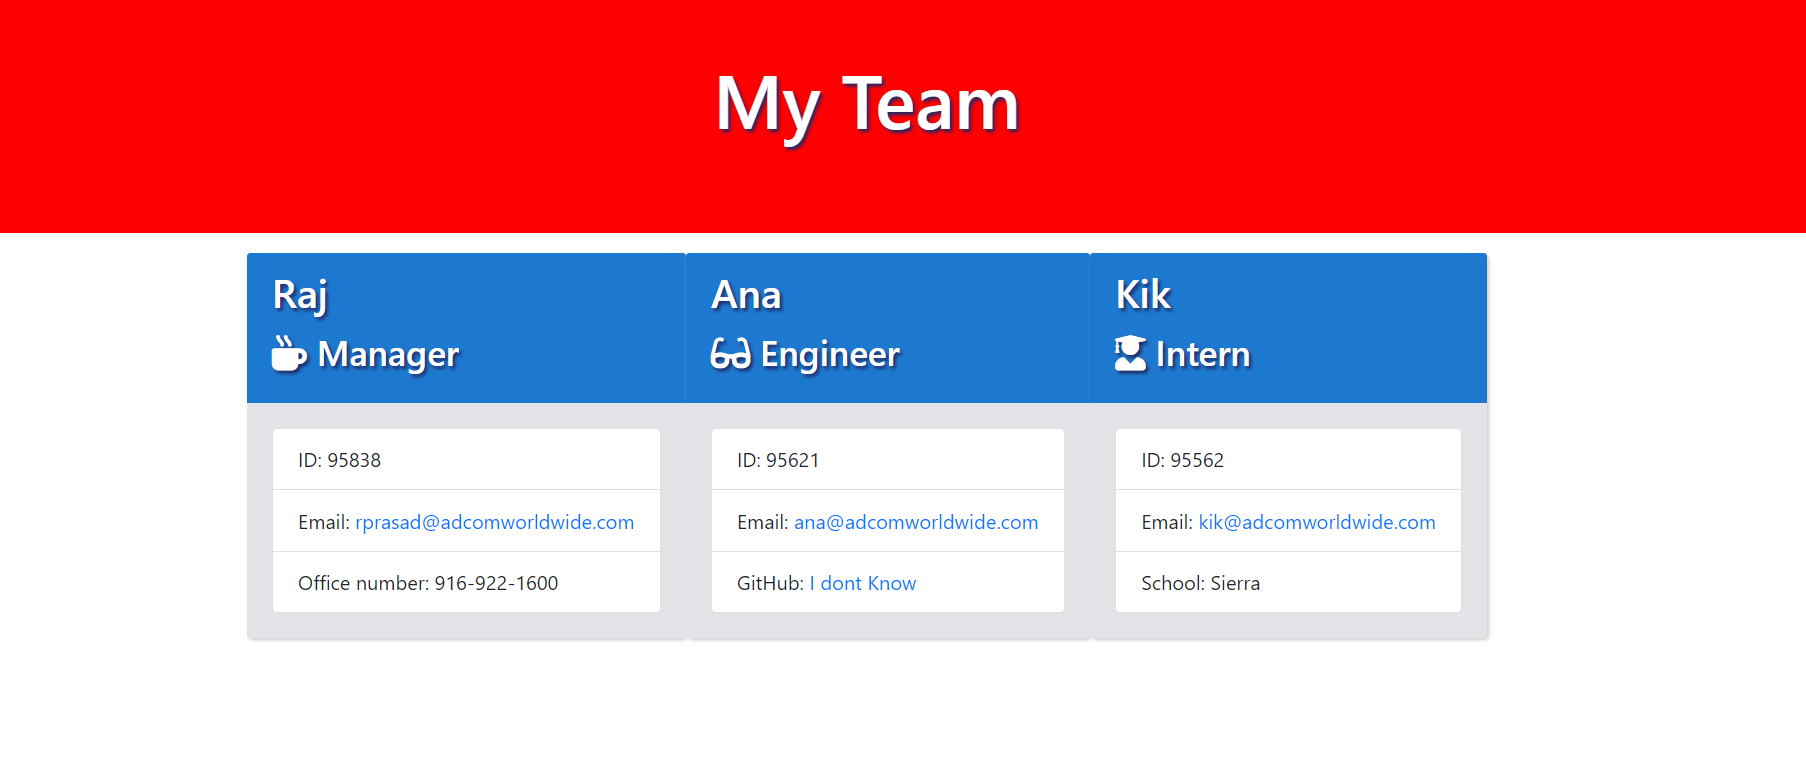 My Team
Raj
Manager
ID: 95838
Email: rprasad@adcomworldwide.com
Office number: 916-922-1600
Ana
Engineer
ID: 95621
Email: ana@adcomworldwide.com
GitHub: I dont Know
Kik
Intern
ID: 95562
Email: kik@adcomworldwide.com
School: Sierra